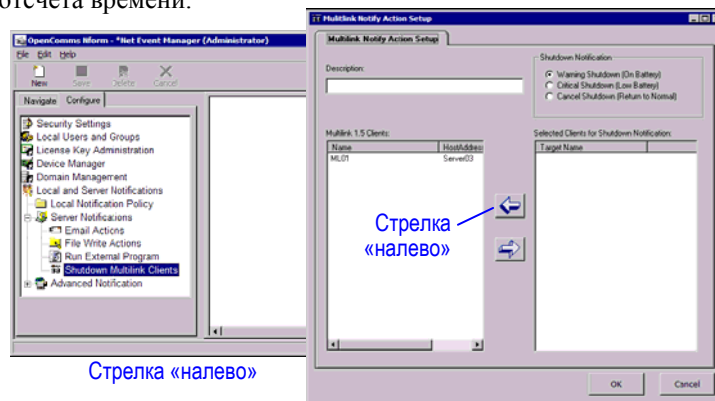 отсчета времени.
OpenComms Nform - *Net Event Manager (Administrator)
File Edit Help
New Save Delete Cancel
Navigate Configure
Security Settings
Local Users and Groups
License Key Administration
Device Manager
Domain Management
Local and Server Notifications
Local Notification Policy
Server Notifications
Email Actions
File Write Actions
Run External Program
Shutdown Multilink Clients
Advanced Notification
Стрелка «налево»
Mulitlink Notify Action Setup
Multilink Notify Action Setup
Description:
Shutdown Notification
Warning Shutdown (On Battery)
Critical Shutdown (Low Battery)
Cancel Shutdown (Return to Normal)
Multilink 1.5 Clients:
Name HostAddress
ML01 Server03
Selected Clients for Shutdown Notification:
Target Name
Стрелка
«налево»
OK Cancel